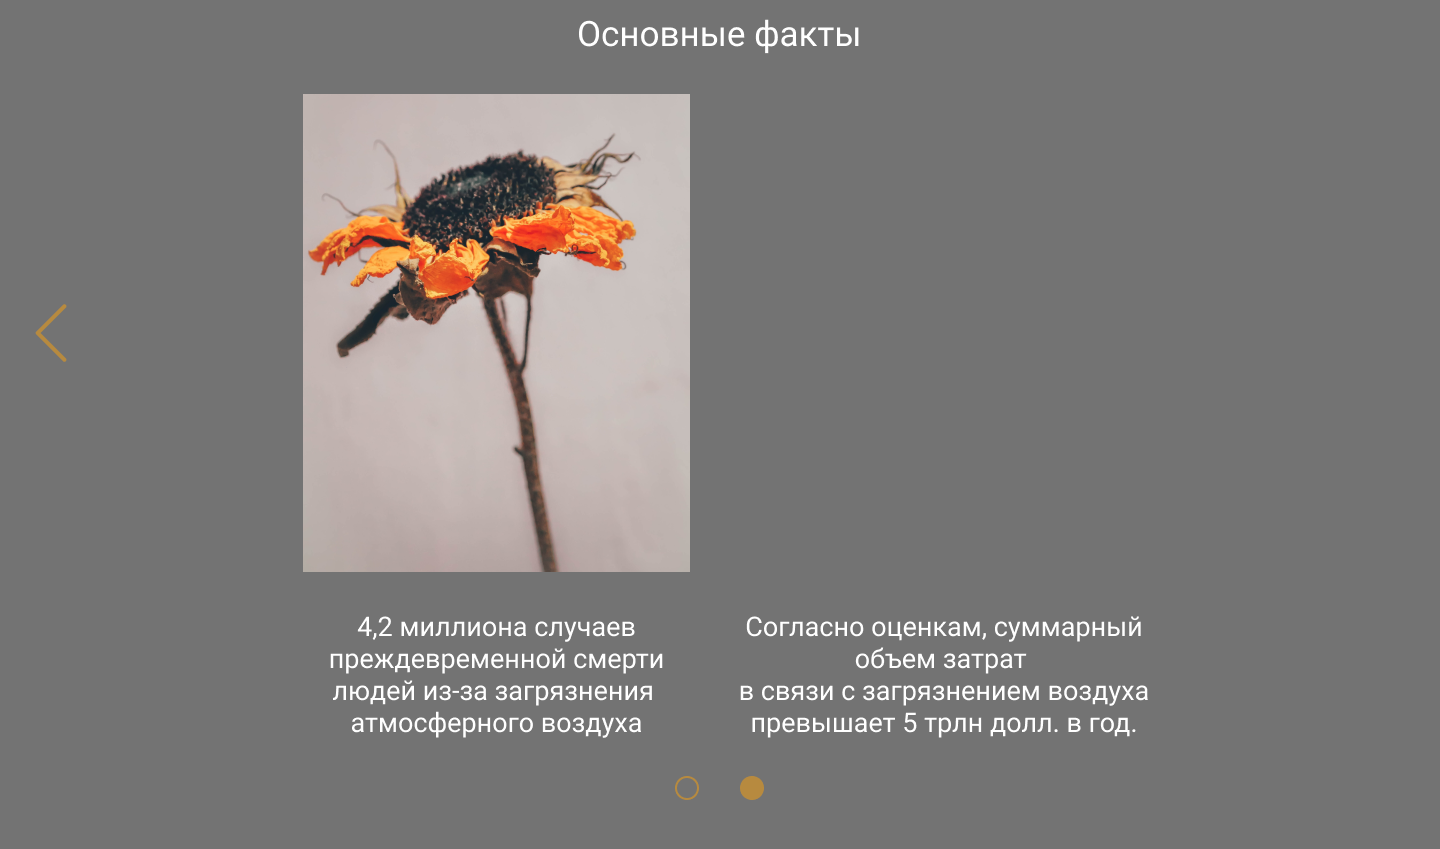 Основные факты
4,2 миллиона случаев
преждевременной смерти
людей из-за загрязнения
атмосферного воздуха
Согласно оценкам, суммарный
объем затрат
в связи с загрязнением воздуха
превышает 5 трлн долл. в год.